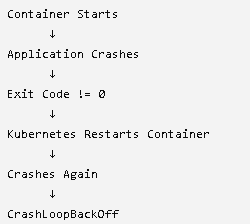 Container Starts
↓
Application Crashes
↓
Exit Code != 0
↓
Kubernetes Restarts Container
↓
Crashes Again
↓
CrashLoopBackOff